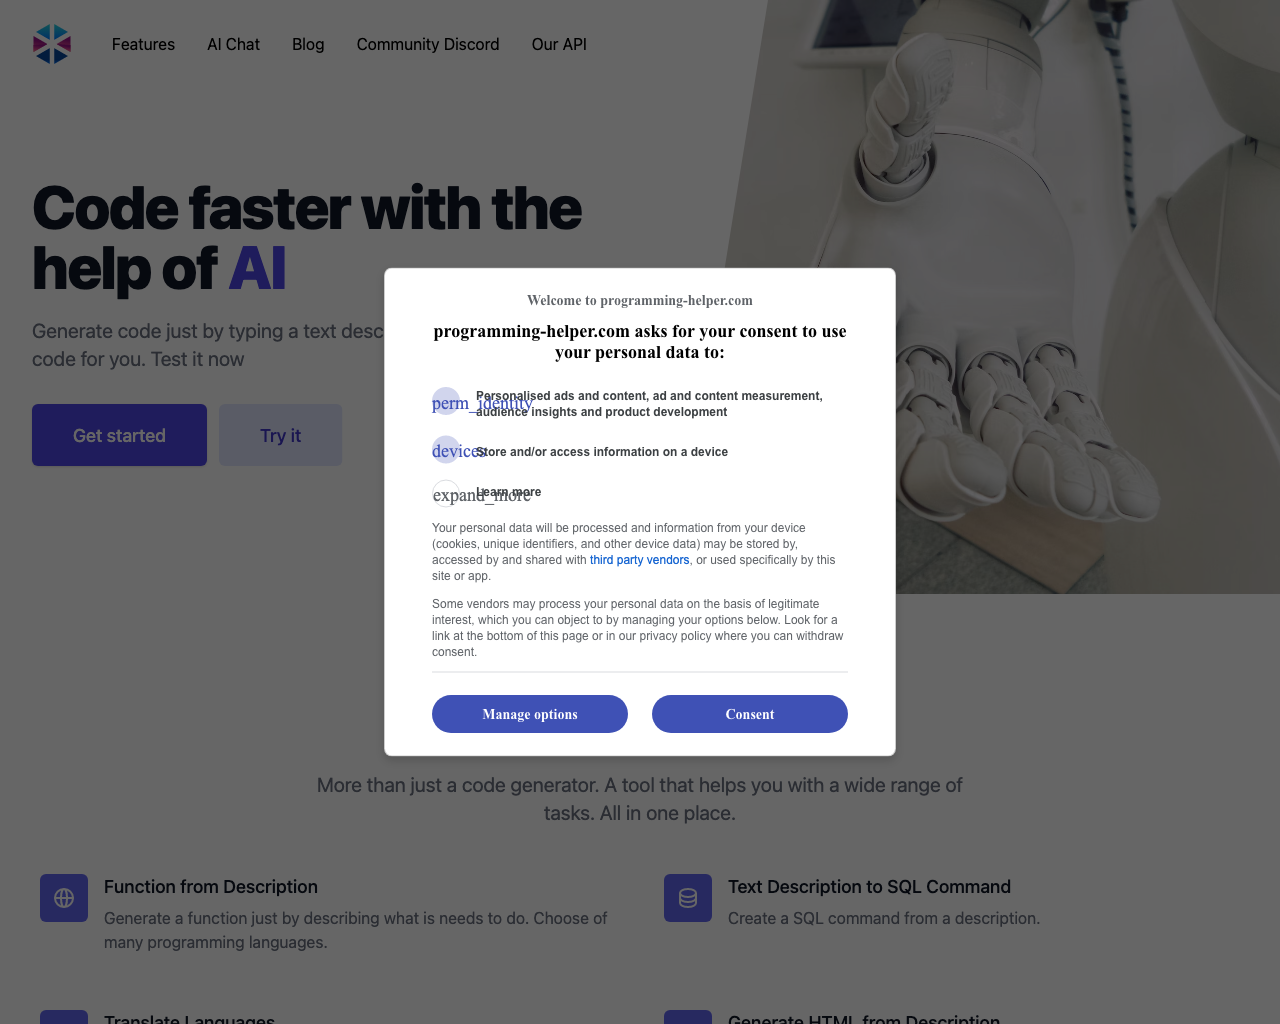 Features AI Chat Blog Community Discord Our API
Code faster with the
help of AI
Generate code just by typing a text desc
code for you. Test it now
Get started Try it
Welcome to programming-helper.com
programming-helper.com asks for your consent to use
your personal data to:
perm_identity
Personalised ads and content, ad and content measurement,
audience insights and product development
devices
Store and/or access information on a device
expand_more
Learn more
Your personal data will be processed and information from your device
(cookies, unique identifiers, and other device data) may be stored by,
accessed by and shared with third party vendors, or used specifically by this
site or app.
Some vendors may process your personal data on the basis of legitimate
interest, which you can object to by managing your options below. Look for a
link at the bottom of this page or in our privacy policy where you can withdraw
consent.
Manage options Consent
More than just a code generator. A tool that helps you with a wide range of
tasks. All in one place.
Function from Description
Generate a function just by describing what is needs to do. Choose of
many programming languages.
Text Description to SQL Command
Create a SQL command from a description.
Translate Languages
Generate HTML from Description